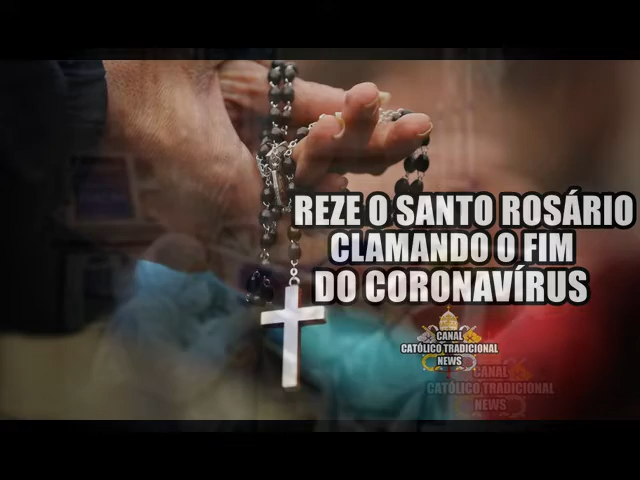 REZE O SANTO ROSÁRIO
CLAMANDO O FIM
DO CORONAVÍRUS
CANAL
CATÓLICO TRADICIONAL
NEWS
CANAL
CATÓLICO TRADICIONAL
NEWS